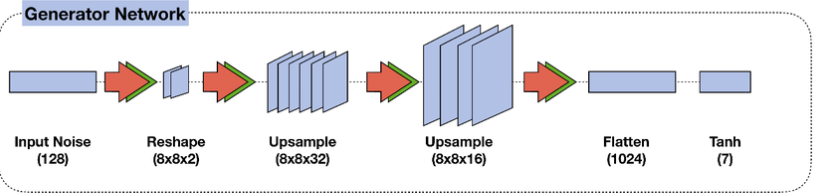 Generator Network
Input Noise
(128)
Reshape
(8x8x2)
Upsample
(8x8x32)
Upsample
(8x8x16)
Flatten
(1024)
Tanh
(7)